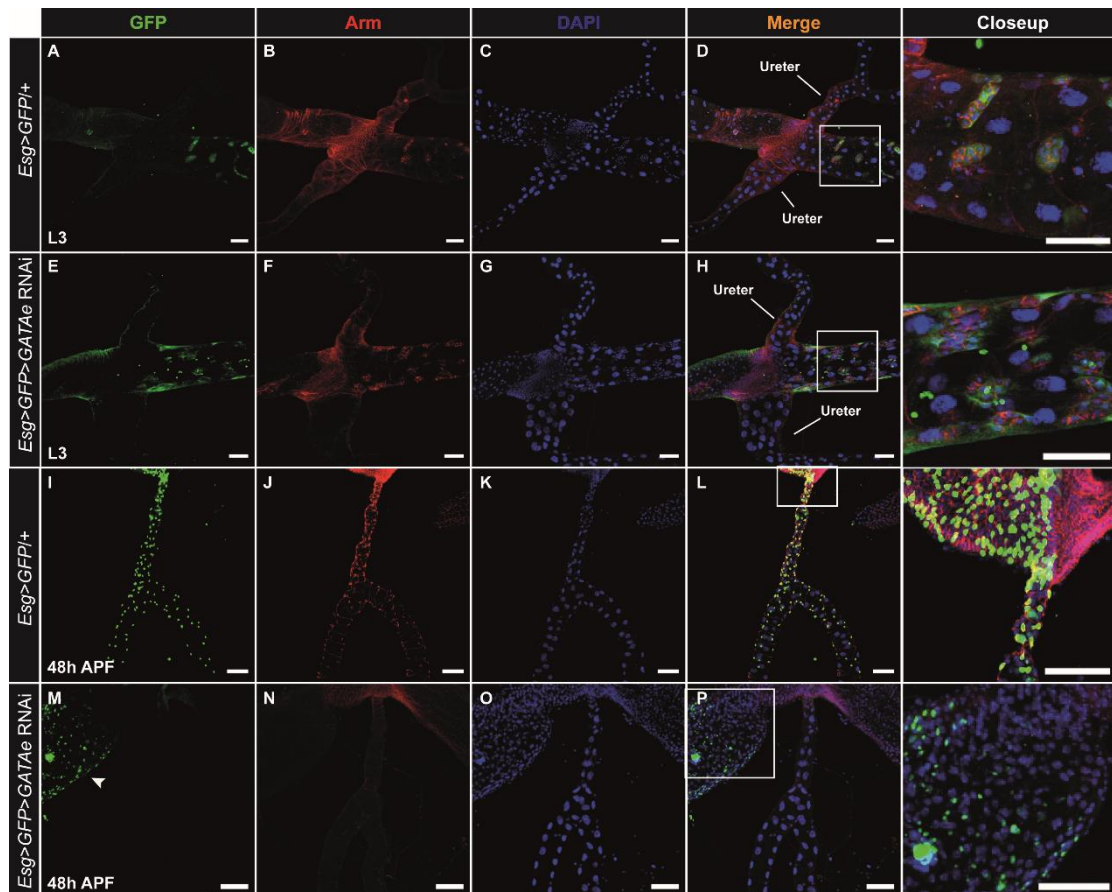 GFP Arm DAPI Merge Closeup
Esg>GFP/+
A B C D
Ureter
Ureter
L3
Esg>GFP>GATAe RNAi
E F G H
Ureter
Ureter
L3
Esg>GFP/+
I J K L
48h APF
Esg>GFP>GATAe RNAi
M N O P
48h APF